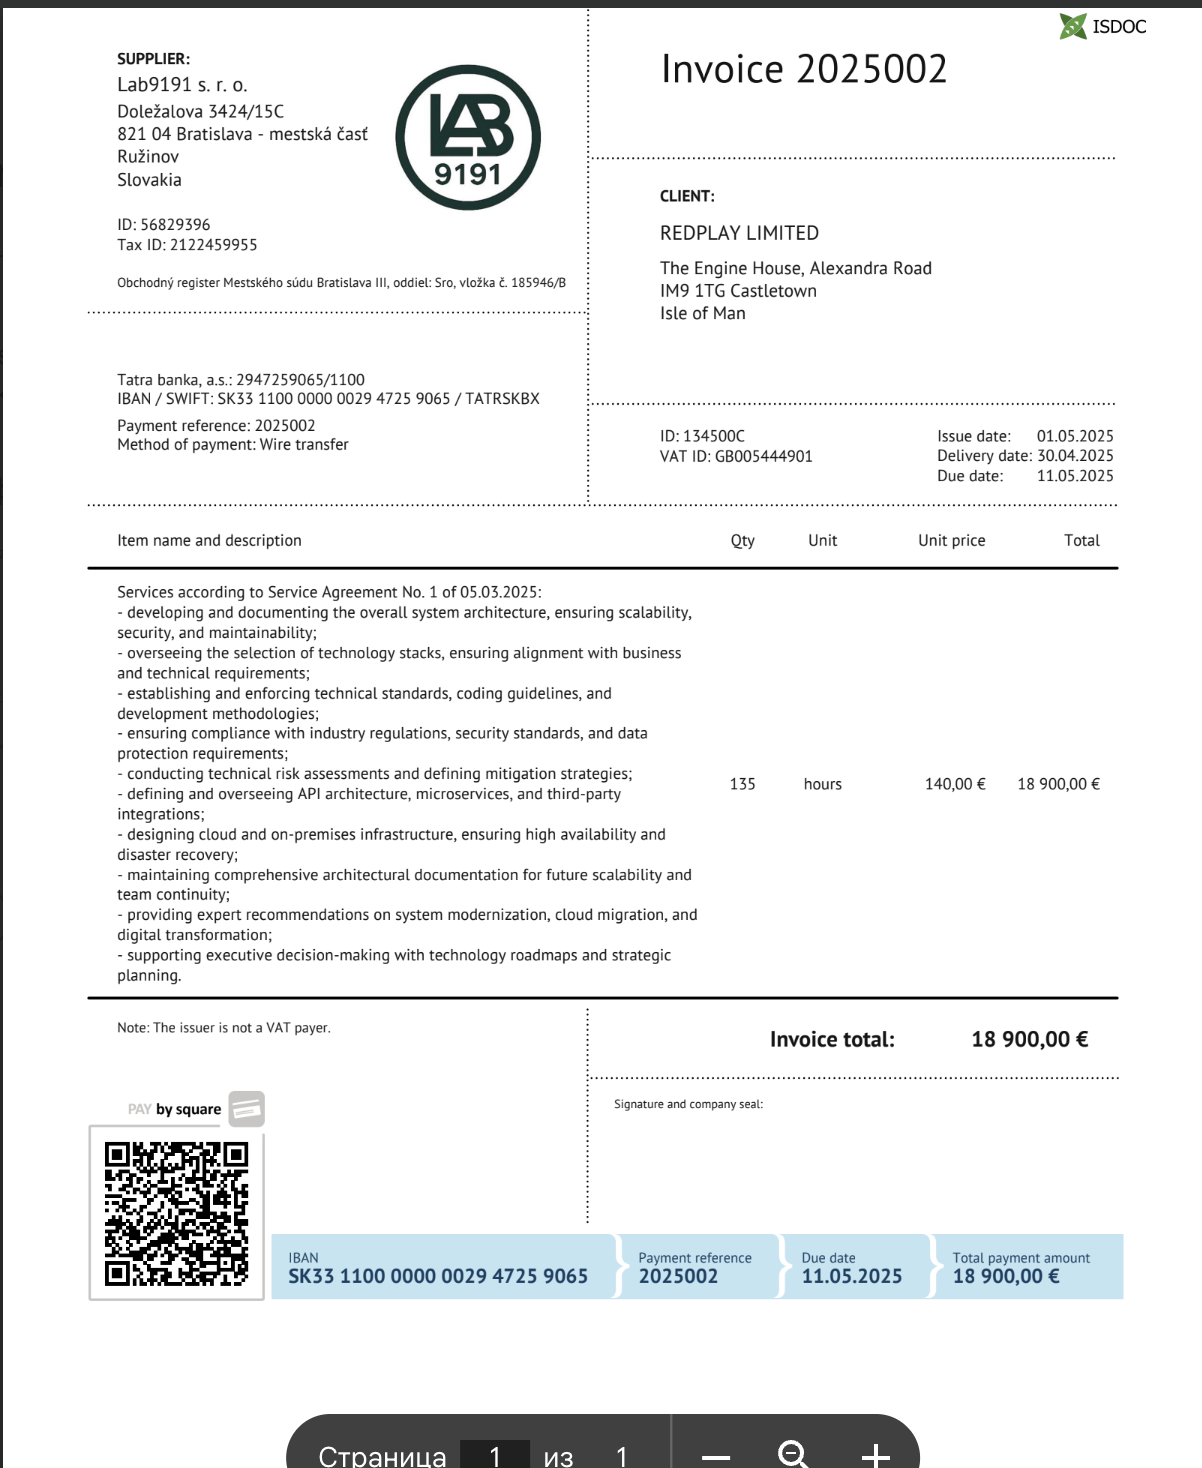 ISDOC
SUPPLIER:
Lab9191 s. r. o.
Doležalova 3424/15C
821 04 Bratislava - mestská časť
Ružinov
Slovakia
ID: 56829396
Tax ID: 2122459955
Obchodný register Mestského súdu Bratislava III, oddiel: Sro, vložka č. 185946/B
LAB
9191
Invoice 2025002
CLIENT:
REDPLAY LIMITED
The Engine House, Alexandra Road
IM9 1TG Castletown
Isle of Man
Tatra banka, a.s.: 2947259065/1100
IBAN / SWIFT: SK33 1100 0000 0029 4725 9065 / TATRSKBX
Payment reference: 2025002
Method of payment: Wire transfer
ID: 134500C
VAT ID: GB005444901
Issue date: 01.05.2025
Delivery date: 30.04.2025
Due date: 11.05.2025
Item name and description Qty Unit Unit price Total
Services according to Service Agreement No. 1 of 05.03.2025:
- developing and documenting the overall system architecture, ensuring scalability,
security, and maintainability;
- overseeing the selection of technology stacks, ensuring alignment with business
and technical requirements;
- establishing and enforcing technical standards, coding guidelines, and
development methodologies;
- ensuring compliance with industry regulations, security standards, and data
protection requirements;
- conducting technical risk assessments and defining mitigation strategies;
- defining and overseeing API architecture, microservices, and third-party
integrations;
- designing cloud and on-premises infrastructure, ensuring high availability and
disaster recovery;
- maintaining comprehensive architectural documentation for future scalability and
team continuity;
- providing expert recommendations on system modernization, cloud migration, and
digital transformation;
- supporting executive decision-making with technology roadmaps and strategic
planning.
135 hours 140,00 € 18 900,00 €
Note: The issuer is not a VAT payer.
Invoice total: 18 900,00 €
Signature and company seal:
PAY by square
IBAN
SK33 1100 0000 0029 4725 9065
Payment reference
2025002
Due date
11.05.2025
Total payment amount
18 900,00 €
Страница 1 из 1